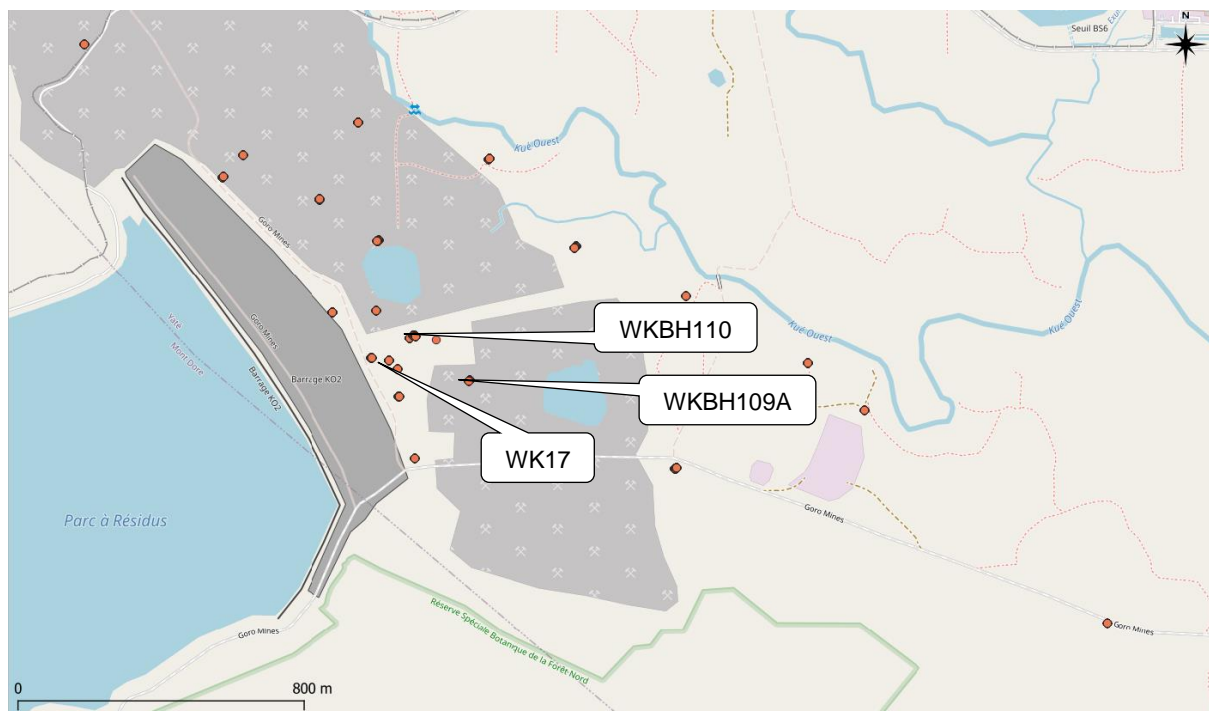 Seuil BS6
N
Kué Ouest
Goro Mines
WKBH110
Kué Ouest
Kué Ouest
Yaté
Mont Dore
Goro Mines
Barrage KO2
Barrage KO2
WKBH109A
WK17
Parc à Résidus
Goro Mines
Réserve Spéciale Botanique de la Forêt Nord
Goro Mines
Goro Mines
0
800 m